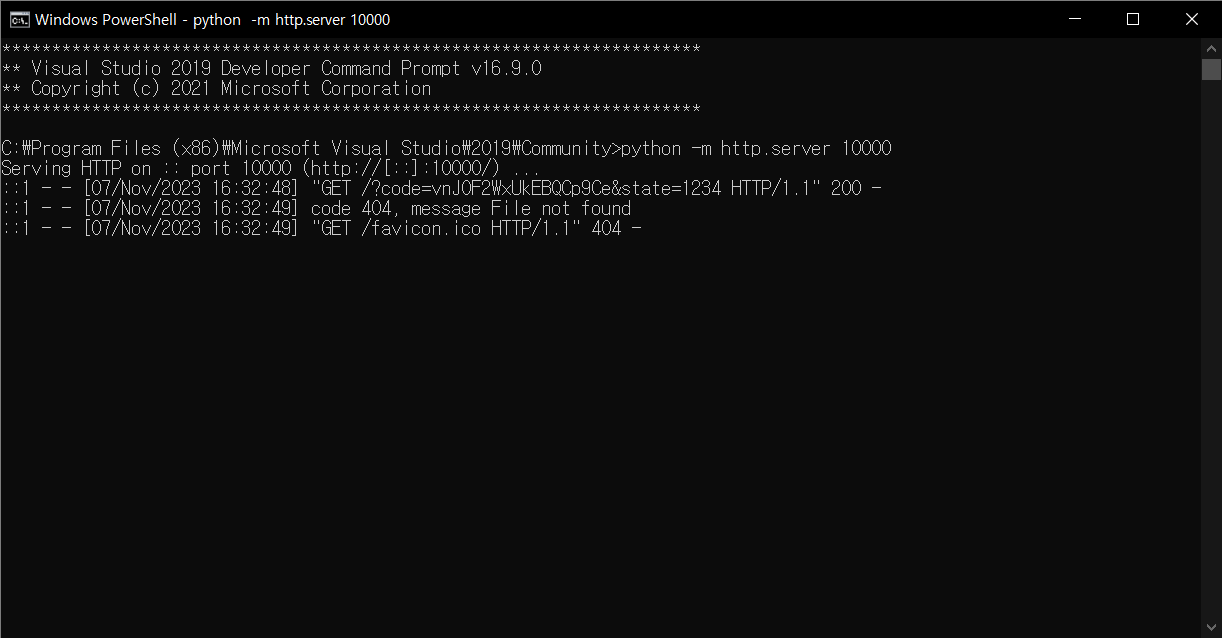 Windows PowerShell - python  -m http.server 10000
**********************************************************************
** Visual Studio 2019 Developer Command Prompt v16.9.0
** Copyright (c) 2021 Microsoft Corporation
**********************************************************************
C:₩Program Files (x86)₩Microsoft Visual Studio₩2019₩Community>python -m http.server 10000
Serving HTTP on :: port 10000 (http://[::]:10000/) ...
::1 - - [07/Nov/2023 16:32:48] "GET /?code=vnJOF2WxUkEBQCp9Ce&state=1234 HTTP/1.1" 200 -
::1 - - [07/Nov/2023 16:32:49] code 404, message File not found
::1 - - [07/Nov/2023 16:32:49] "GET /favicon.ico HTTP/1.1" 404 -